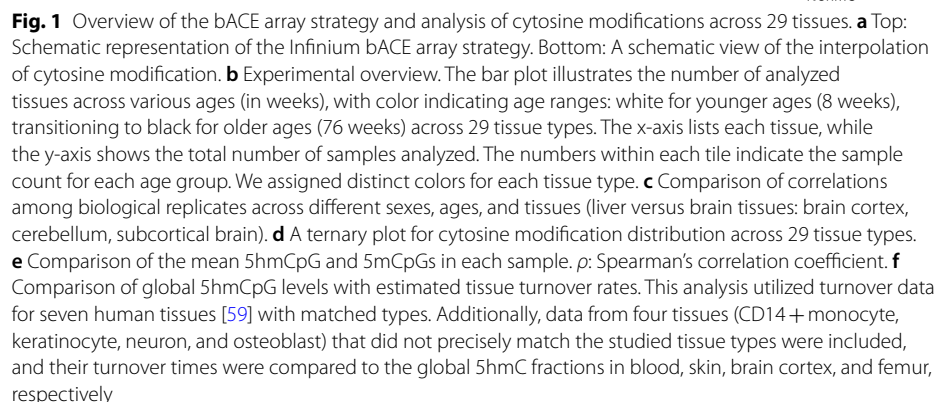 Fig. 1 Overview of the bACE array strategy and analysis of cytosine modifications across 29 tissues. a Top:
Schematic representation of the Infinium bACE array strategy. Bottom: A schematic view of the interpolation
of cytosine modification. b Experimental overview. The bar plot illustrates the number of analyzed
tissues across various ages (in weeks), with color indicating age ranges: white for younger ages (8 weeks),
transitioning to black for older ages (76 weeks) across 29 tissue types. The x-axis lists each tissue, while
the y-axis shows the total number of samples analyzed. The numbers within each tile indicate the sample
count for each age group. We assigned distinct colors for each tissue type. c Comparison of correlations
among biological replicates across different sexes, ages, and tissues (liver versus brain tissues: brain cortex,
cerebellum, subcortical brain). d A ternary plot for cytosine modification distribution across 29 tissue types.
e Comparison of the mean 5hmCpG and 5mCpGs in each sample. ρ: Spearman's correlation coefficient. f
Comparison of global 5hmCpG levels with estimated tissue turnover rates. This analysis utilized turnover data
for seven human tissues [59] with matched types. Additionally, data from four tissues (CD14 + monocyte,
keratinocyte, neuron, and osteoblast) that did not precisely match the studied tissue types were included,
and their turnover times were compared to the global 5hmC fractions in blood, skin, brain cortex, and femur,
respectively